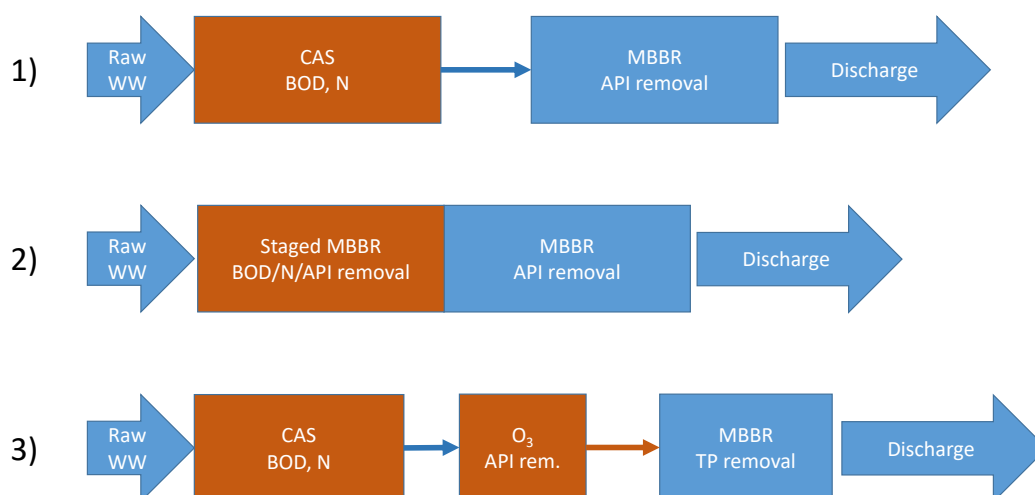 1)
Raw
WW
CAS
BOD, N
MBBR
API removal
Discharge
2)
Raw
WW
Staged MBBR
BOD/N/API removal
MBBR
API removal
Discharge
3)
Raw
WW
CAS
BOD, N
O₃
API rem.
MBBR
TP removal
Discharge